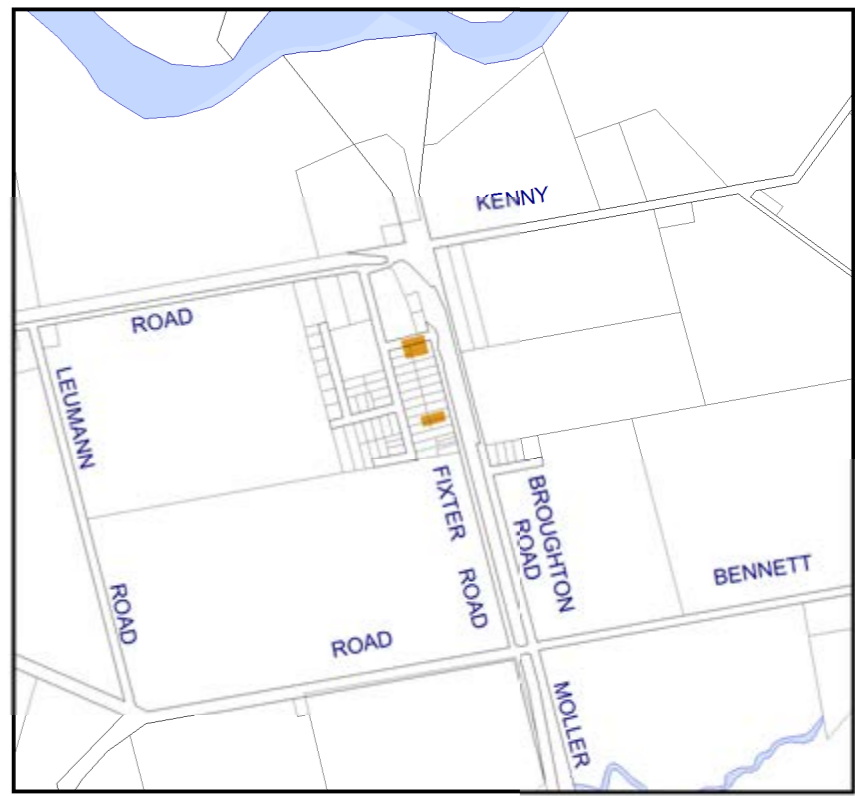 KENNY
ROAD
LEUMANN
ROAD
FIXTER
ROAD
BROUGHTON
ROAD
BENNETT
ROAD
MOLLER